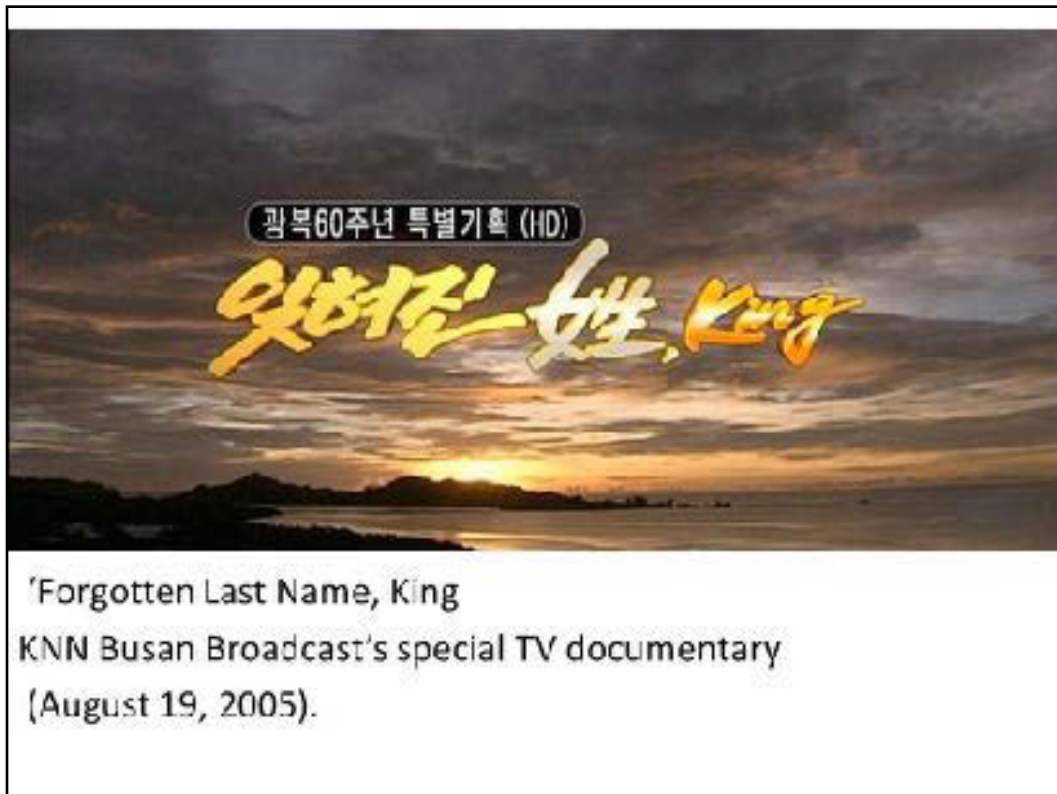 광복60주년 특별기획 (HD)
잊혀진 姓, King
'Forgotten Last Name, King
KNN Busan Broadcast's special TV documentary
(August 19, 2005).